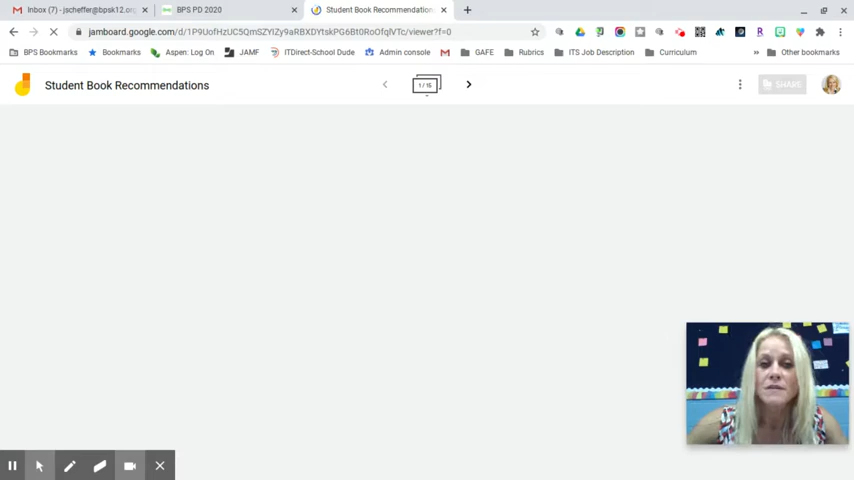 Inbox (7) - jscheffer@bpsk12.org
BPS PD 2020
Student Book Recommendations
jamboard.google.com/d/1P9UofHzUC5QmSZYIZy9aRBXDYtskPG6Bt0RoOfqlVTc/viewer?f=0
BPS Bookmarks
Bookmarks
Aspen: Log On
JAMF
ITDirect-School Dude
Admin console
GAFE
Rubrics
ITS Job Description
Curriculum
»
Other bookmarks
Student Book Recommendations
1 / 15
SHARE